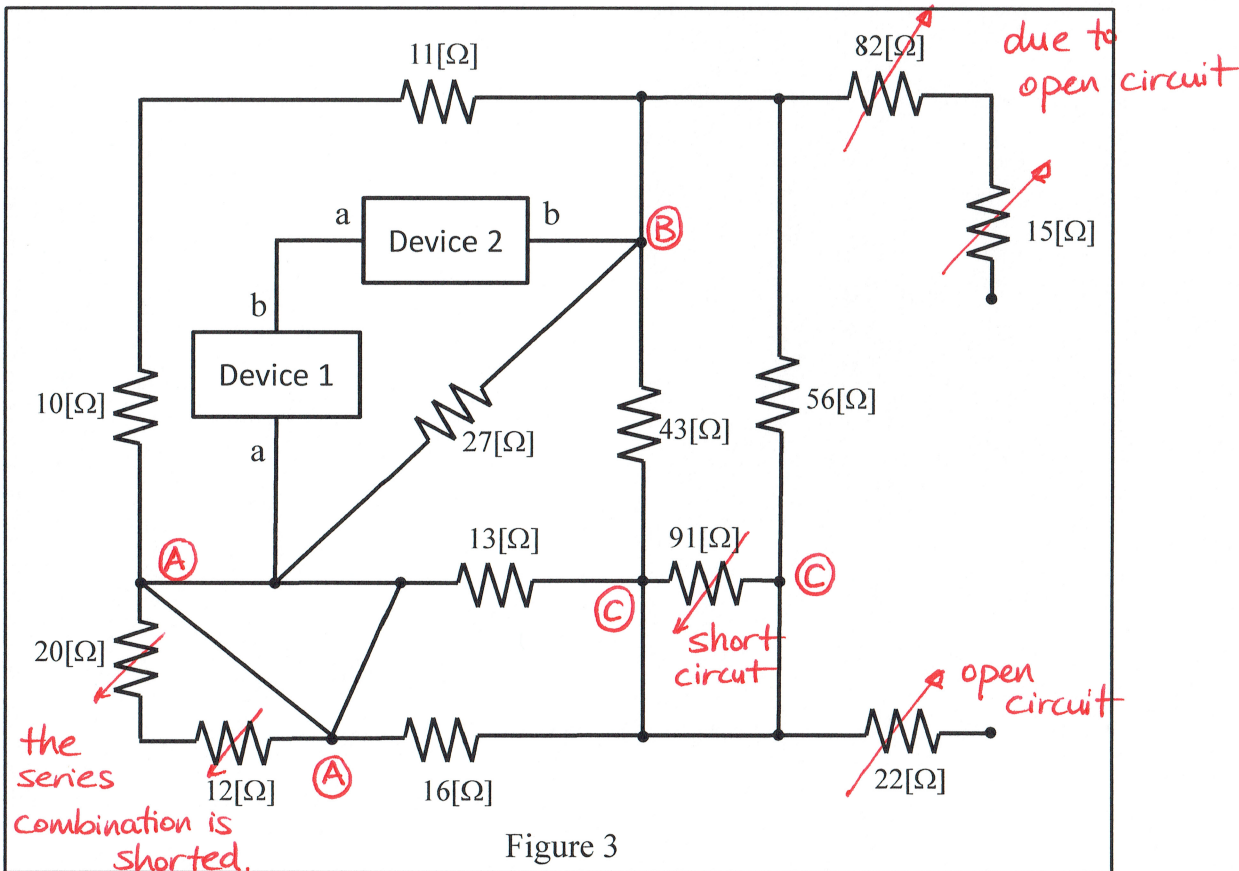 11[Ω]
82[Ω]
due to
open circuit
a
b
Device 2
B
15[Ω]
b
Device 1
10[Ω]
56[Ω]
43[Ω]
27[Ω]
a
13[Ω]
91[Ω]
A
C
C
short
circut
20[Ω]
open
circuit
the
series
combination is
shorted.
12[Ω]
A
16[Ω]
22[Ω]
Figure 3